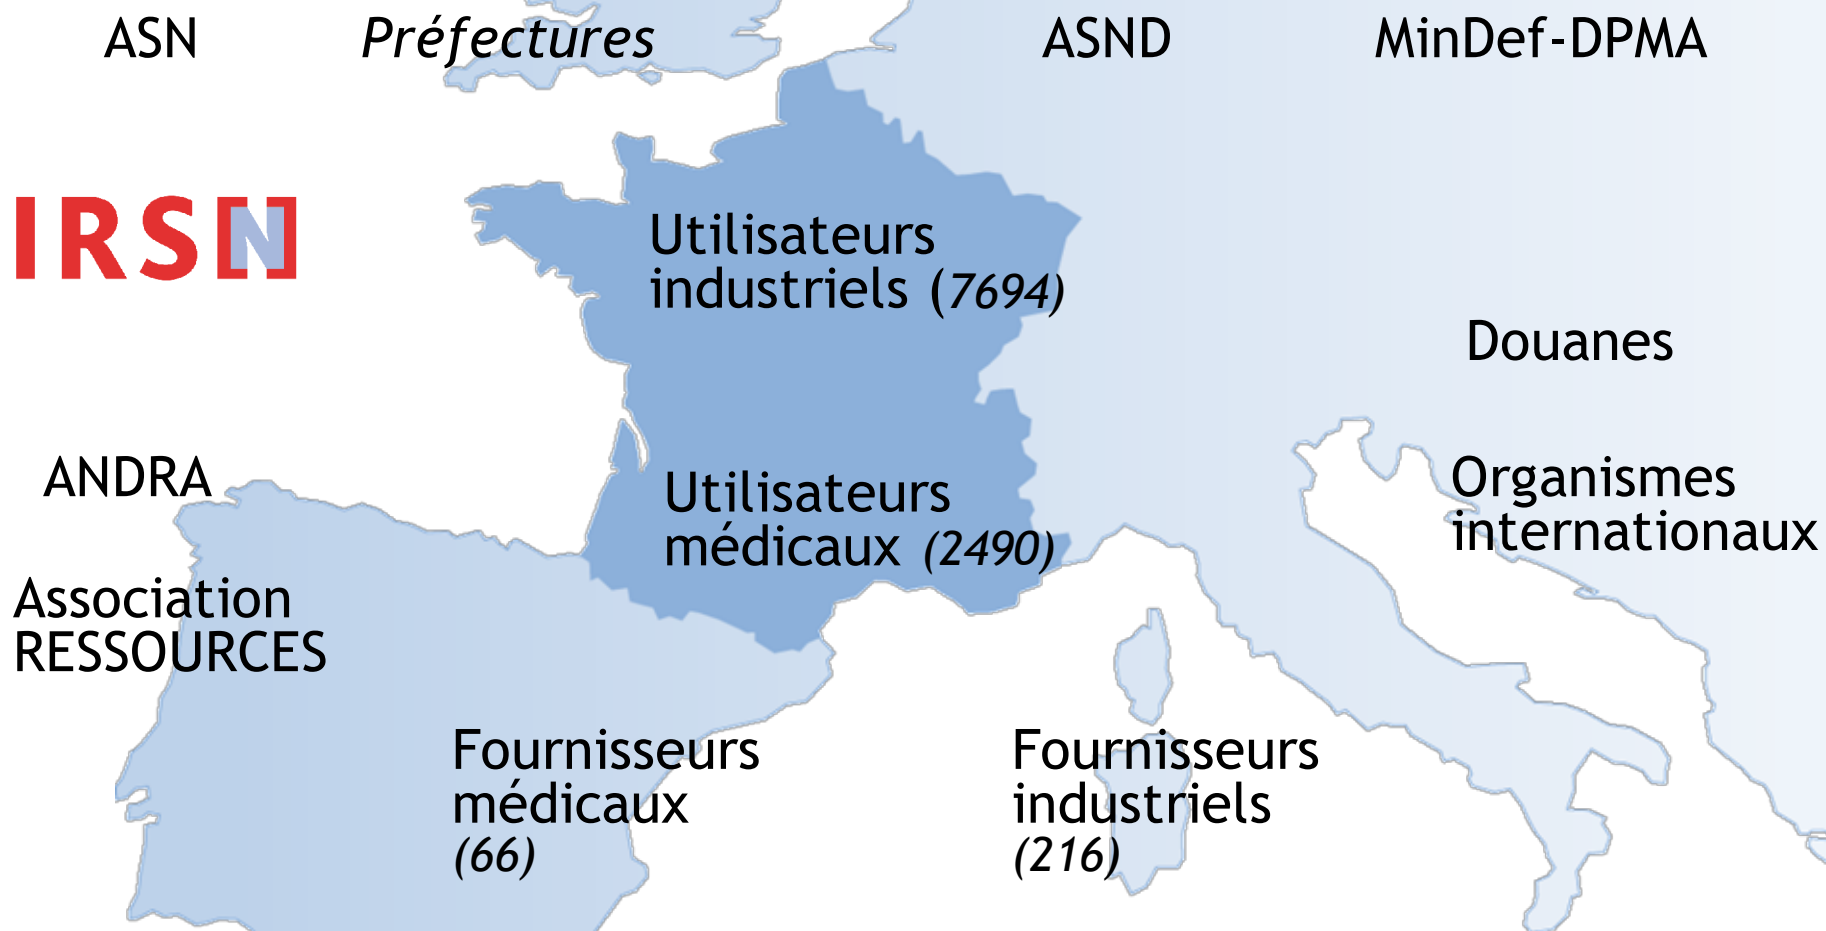 ASN
Préfectures
ASND
MinDef-DPMA
IRSN
Utilisateurs
industriels (7694)
Douanes
ANDRA
Utilisateurs
médicaux (2490)
Organismes
internationaux
Association
RESSOURCES
Fournisseurs
médicaux
(66)
Fournisseurs
industriels
(216)